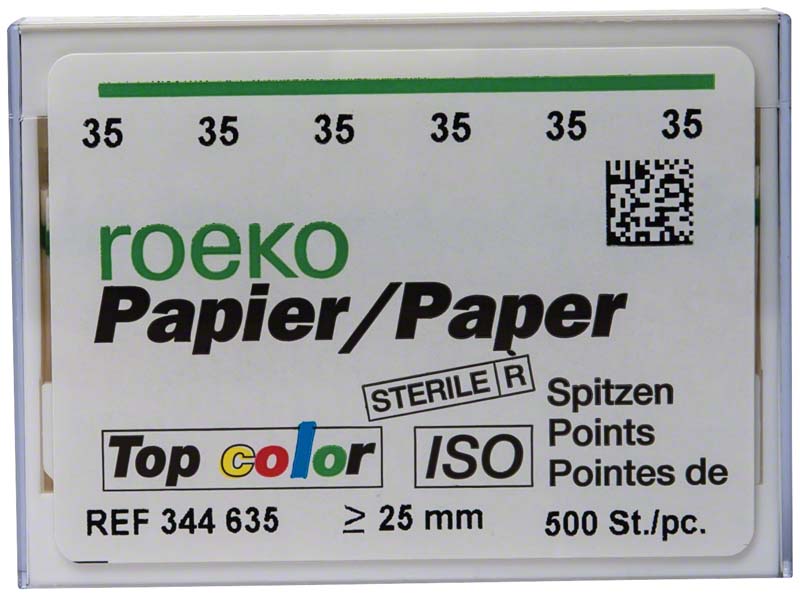 35 35 35 35 35 35
roeko
Papier/Paper
STERILE R
Spitzen
Points
Pointes de
Top color
ISO
REF 344 635
≥ 25 mm
500 St./pc.